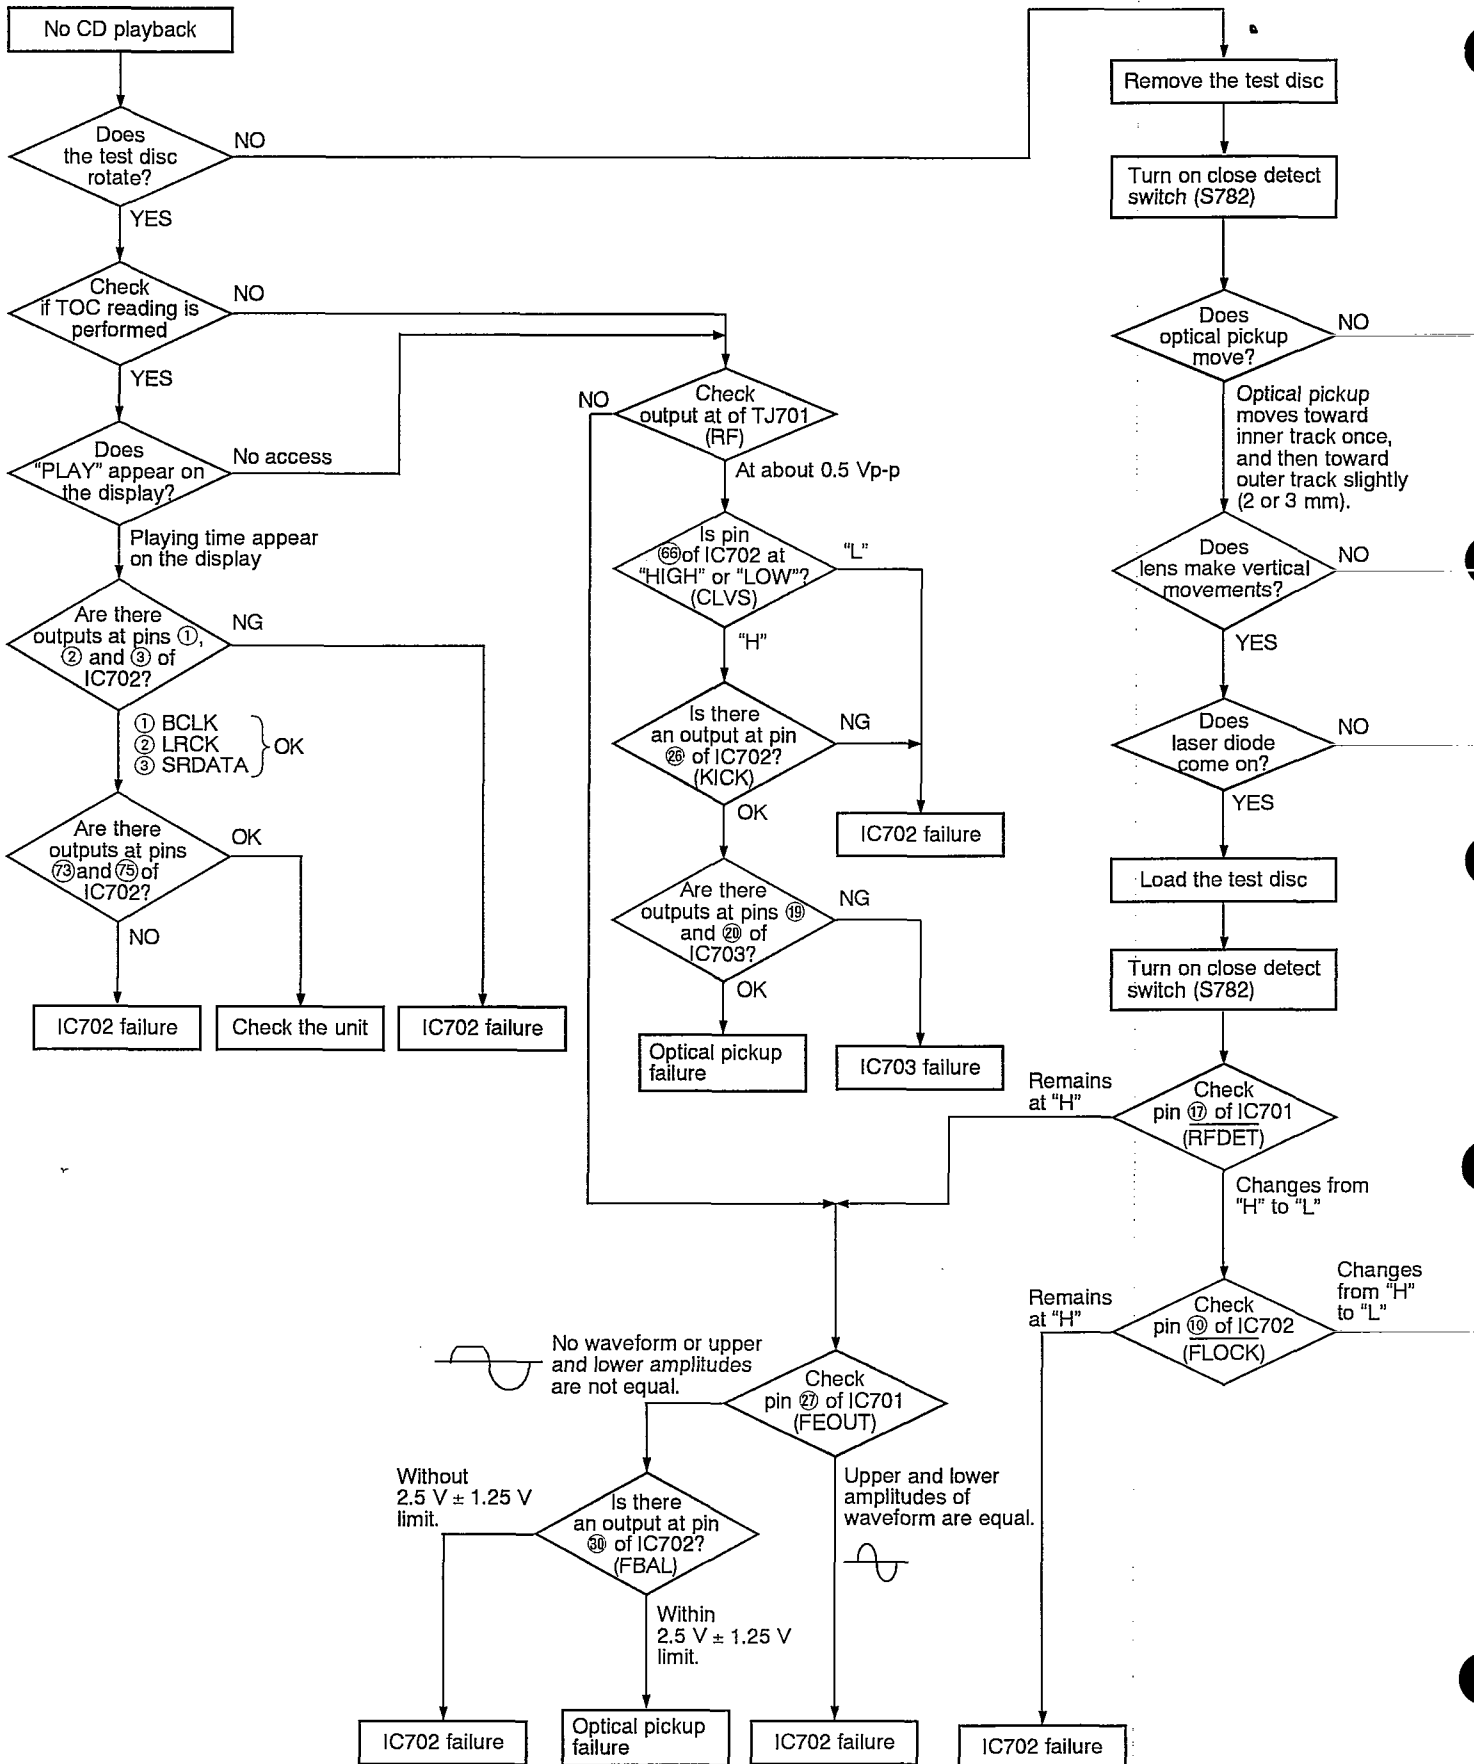 No CD playback
Does
the test disc
rotate?
NO
YES
Check
if TOC reading is
performed
NO
YES
Does
“PLAY” appear on
the display?
No access
Playing time appear
on the display
Are there
outputs at pins ①,
② and ③ of
IC702?
NG
① BCLK
② LRCK
③ SRDATA
OK
Are there
outputs at pins
㊆㊂ and ㊆㊄ of
IC702?
OK
NO
IC702 failure
Check the unit
IC702 failure
NO
Check
output at of TJ701
(RF)
At about 0.5 Vp-p
Is pin
66 of IC702 at
“HIGH” or “LOW”?
(CLVS)
“L”
“H”
Is there
an output at pin
㉖ of IC702?
(KICK)
NG
OK
IC702 failure
Are there
outputs at pins ⑲
and ⑳ of
IC703?
NG
OK
Optical pickup
failure
IC703 failure
Remove the test disc
Turn on close detect
switch (S782)
Does
optical pickup
move?
NO
Optical pickup
moves toward
inner track once,
and then toward
outer track slightly
(2 or 3 mm).
Does
lens make vertical
movements?
NO
YES
Does
laser diode
come on?
NO
YES
Load the test disc
Turn on close detect
switch (S782)
Remains
at “H”
Check
pin ⑰ of IC701
(RFDET)
Changes from
“H” to “L”
Remains
at “H”
Check
pin ⑩ of IC702
(FLOCK)
Changes
from “H”
to “L”
No waveform or upper
and lower amplitudes
are not equal.
Check
pin ㉗ of IC701
(FEOUT)
Upper and lower
amplitudes of
waveform are equal.
Without
2.5 V ± 1.25 V
limit.
Is there
an output at pin
㉚ of IC702?
(FBAL)
Within
2.5 V ± 1.25 V
limit.
IC702 failure
Optical pickup
failure
IC702 failure
IC702 failure